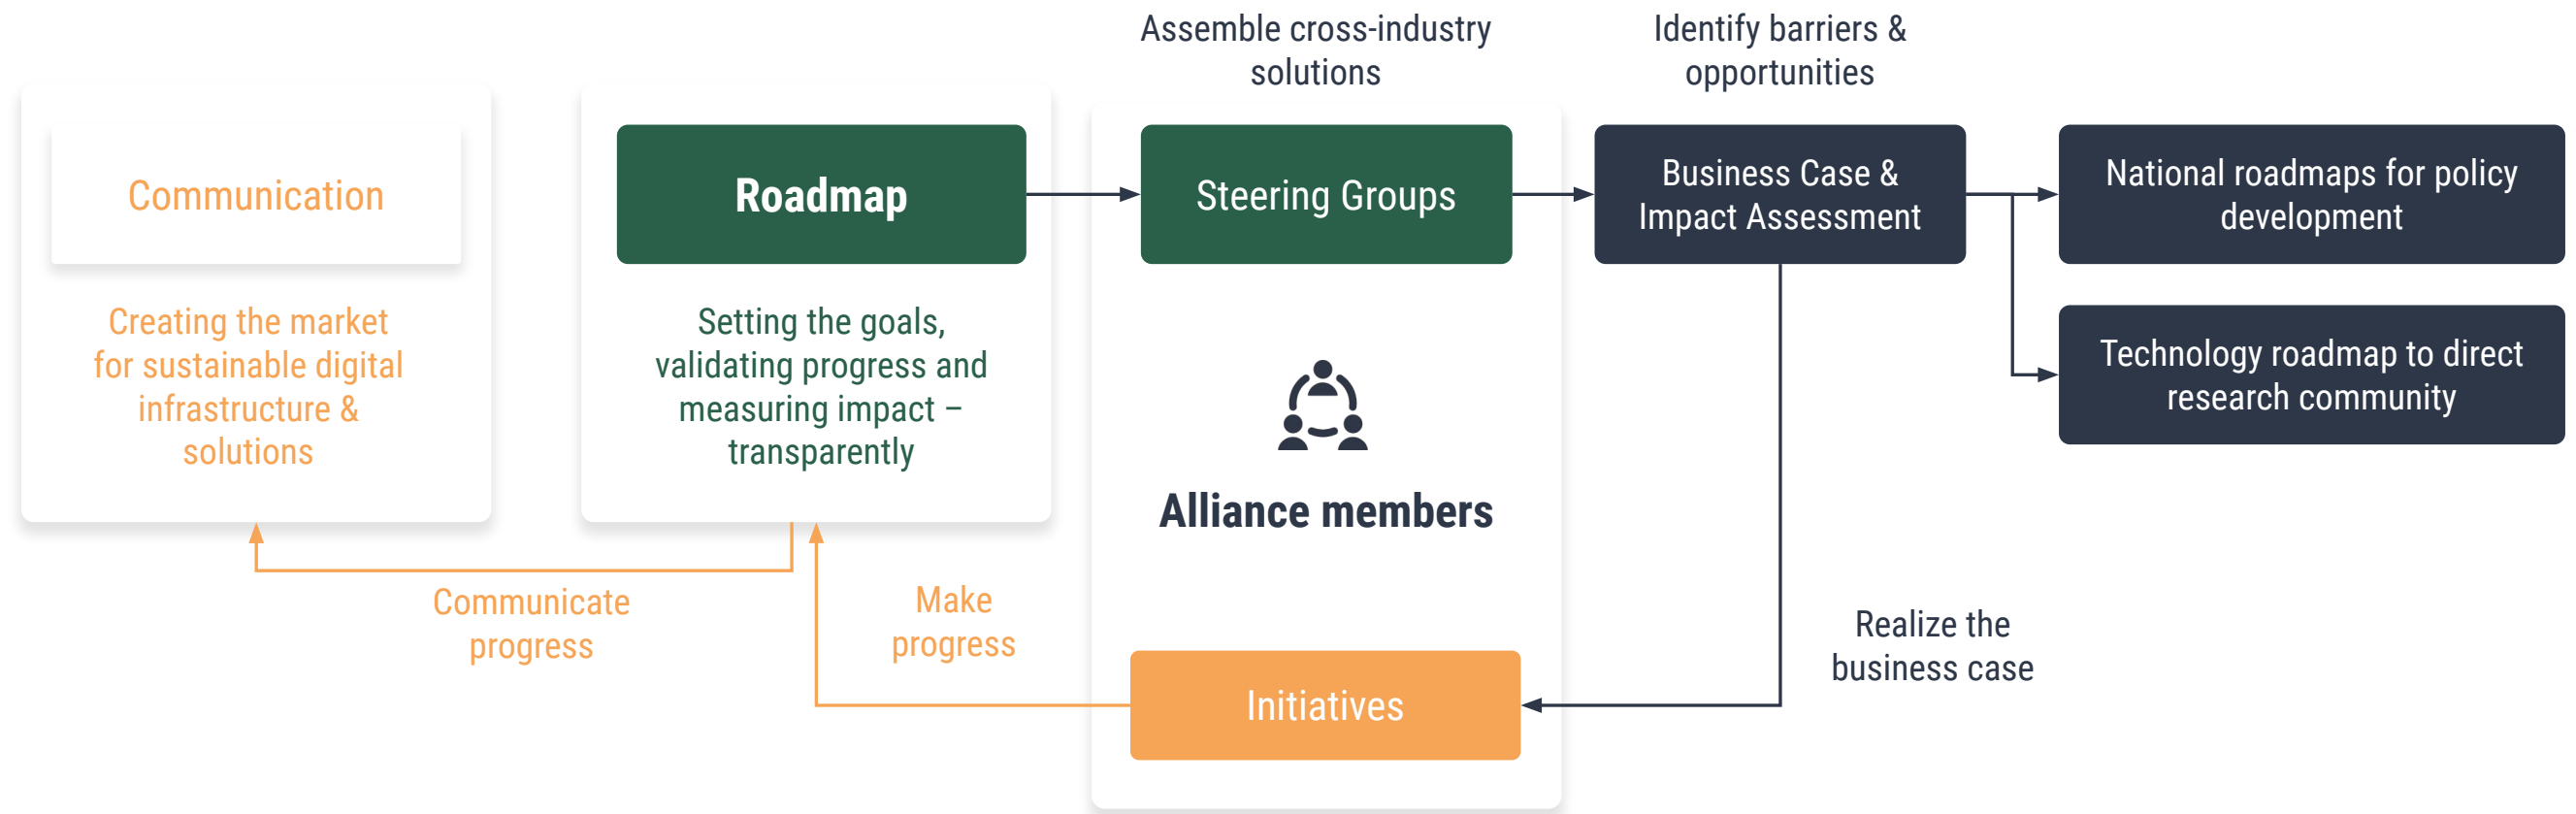 Assemble cross-industry
solutions
Identify barriers &
opportunities
Communication
Creating the market
for sustainable digital
infrastructure &
solutions
Roadmap
Setting the goals,
validating progress and
measuring impact –
transparently
Steering Groups
Alliance members
Initiatives
Business Case &
Impact Assessment
National roadmaps for policy
development
Technology roadmap to direct
research community
Communicate
progress
Make
progress
Realize the
business case